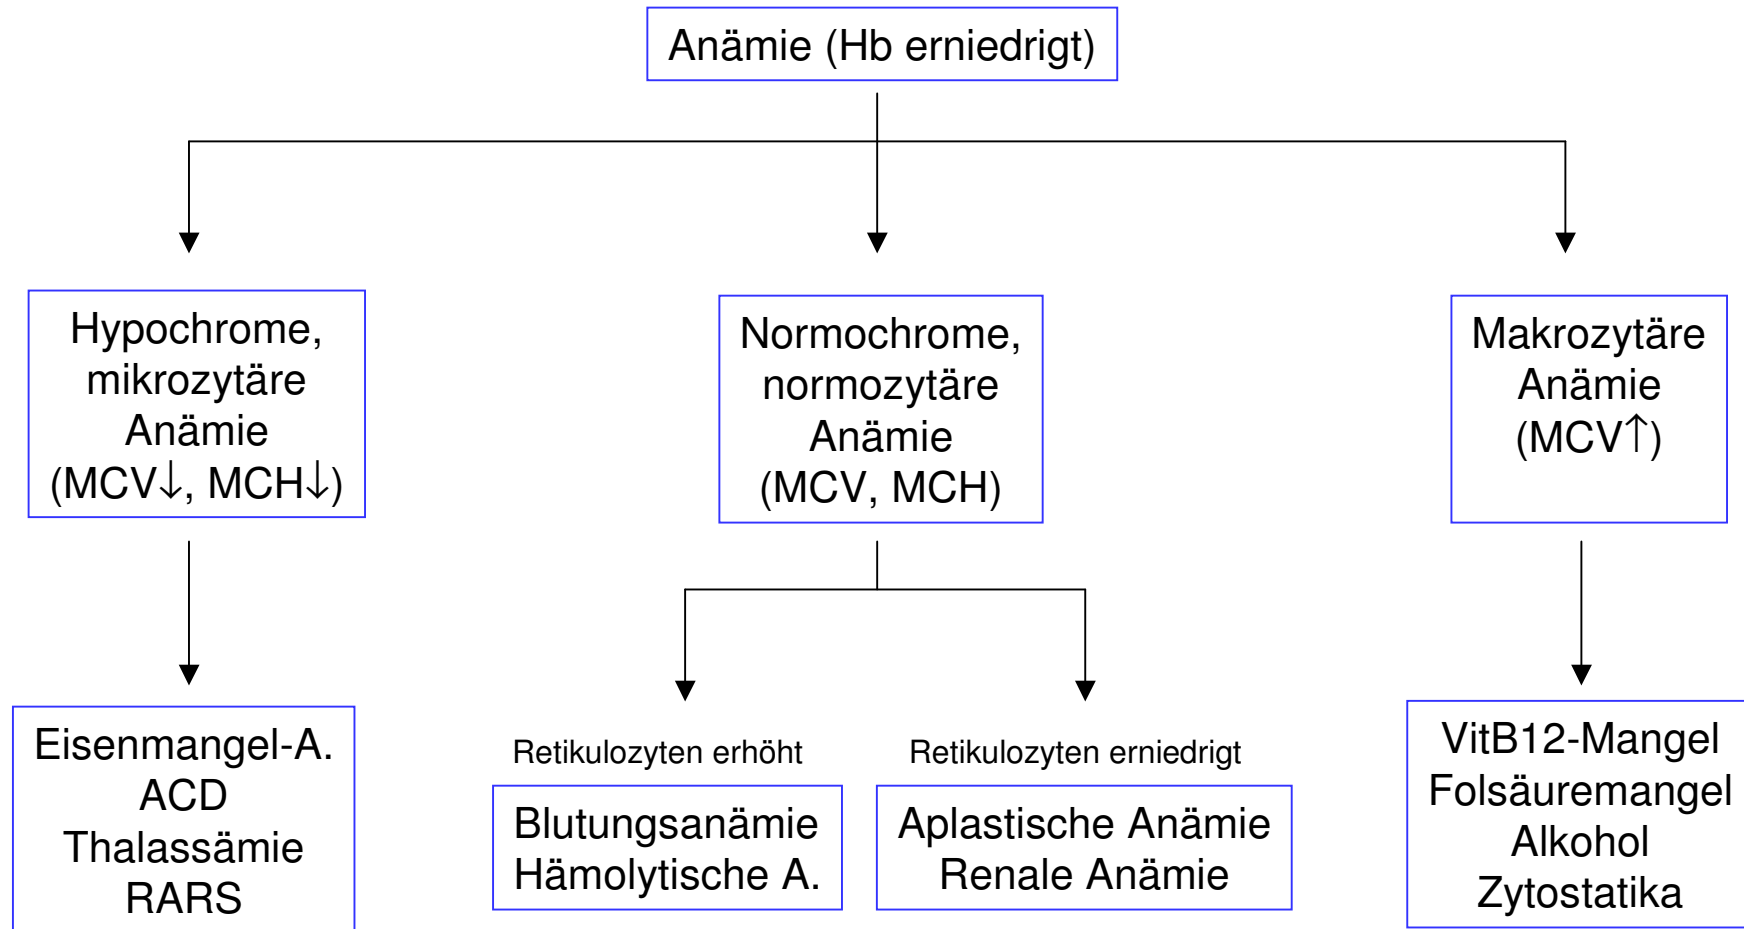 Anämie (Hb erniedrigt)
Hypochrome,
mikrozytäre
Anämie
(MCV↓, MCH↓)
Normochrome,
normozytäre
Anämie
(MCV, MCH)
Makrozytäre
Anämie
(MCV↑)
Eisenmangel-A.
ACD
Thalassämie
RARS
Retikulozyten erhöht
Blutungsanämie
Hämolytische A.
Retikulozyten erniedrigt
Aplastische Anämie
Renale Anämie
VitB12-Mangel
Folsäuremangel
Alkohol
Zytostatika